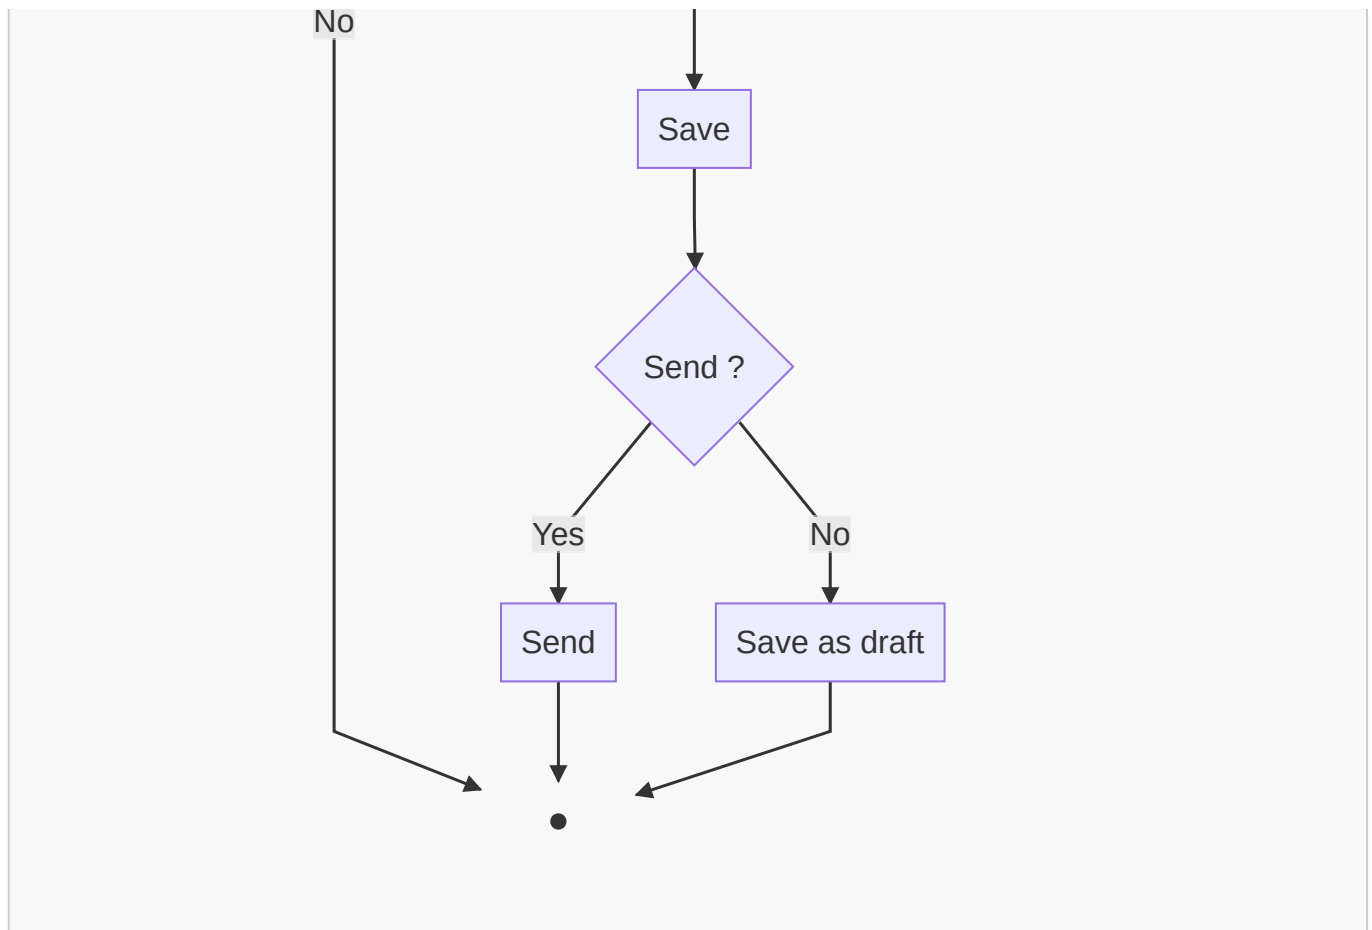 No
Save
Send ?
Yes
No
Send
Save as draft